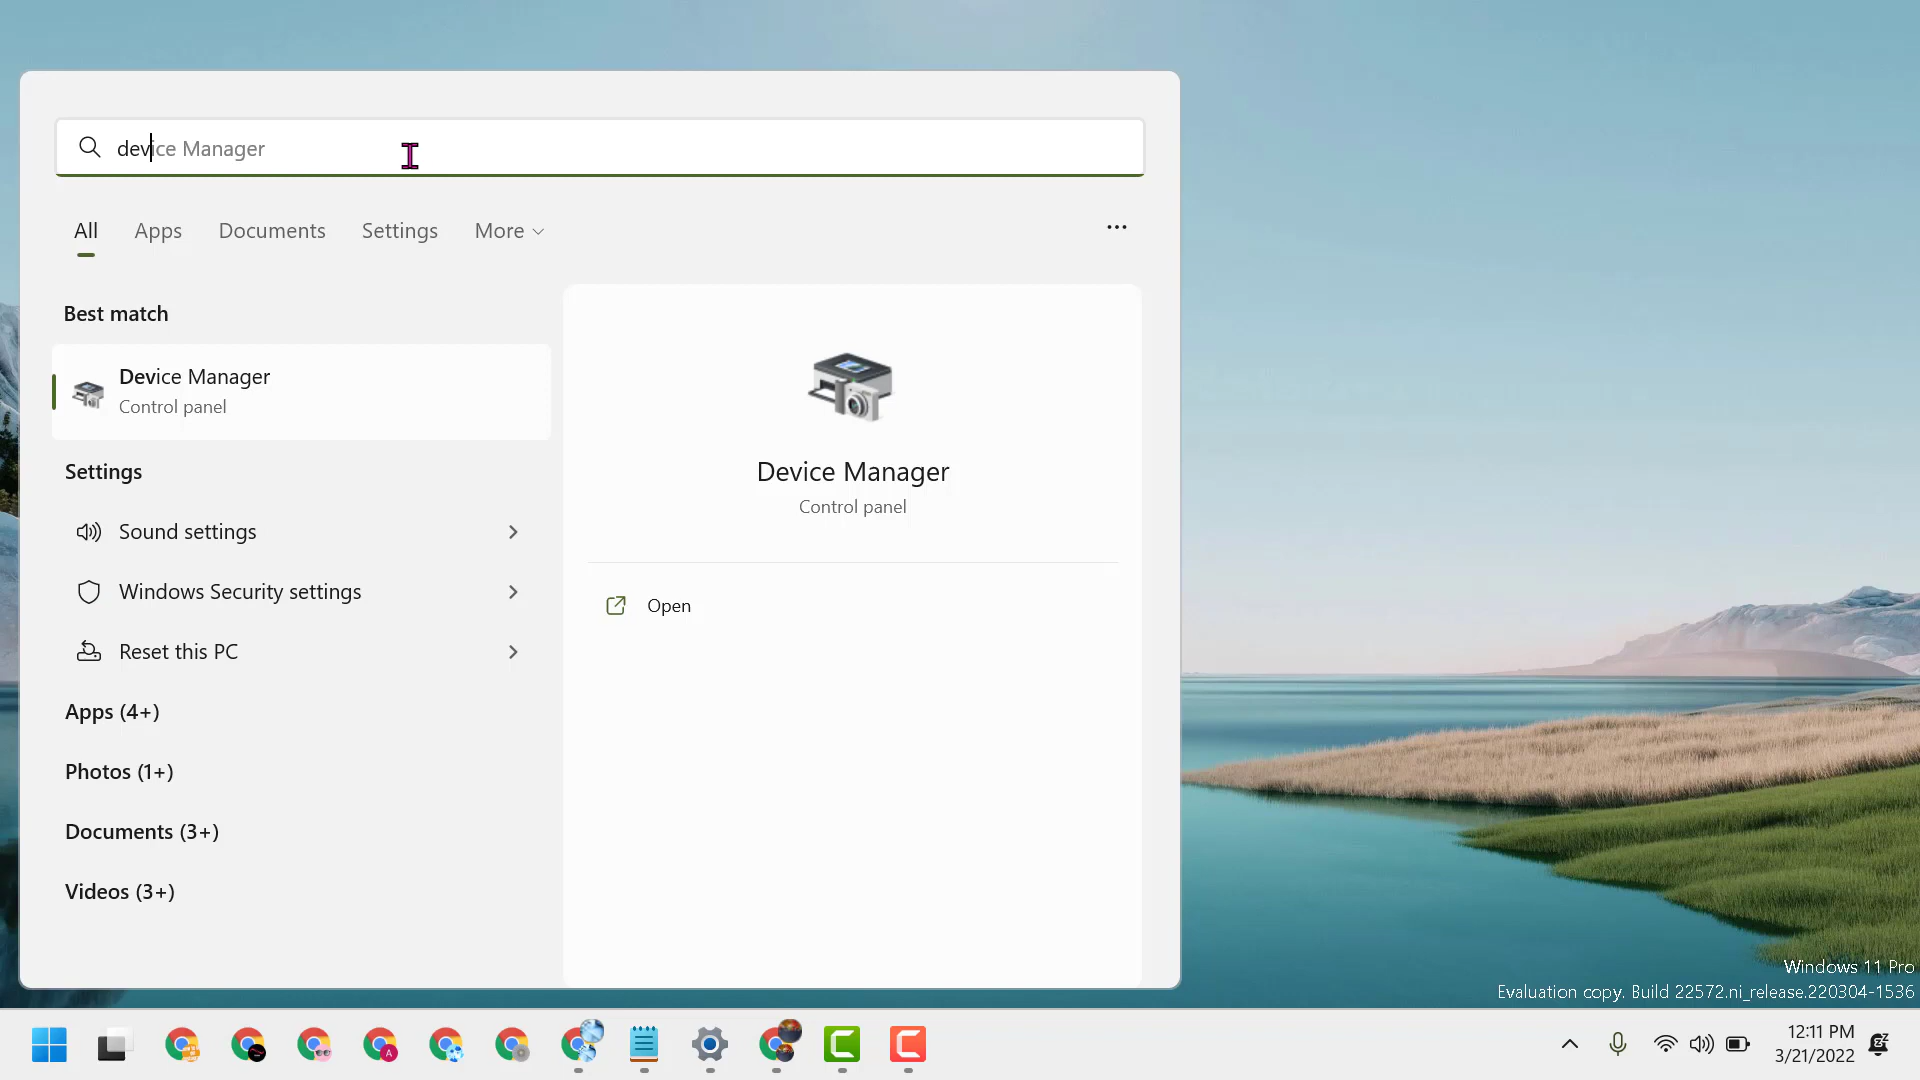 device Manager
All Apps Documents Settings More
Best match
Device Manager
Control panel
Settings
Sound settings
Windows Security settings
Reset this PC
Apps (4+)
Photos (1+)
Documents (3+)
Videos (3+)
Device Manager
Control panel
Open
Windows 11 Pro
Evaluation copy. Build 22572.ni_release.220304-1536
A
12:11 PM
3/21/2022